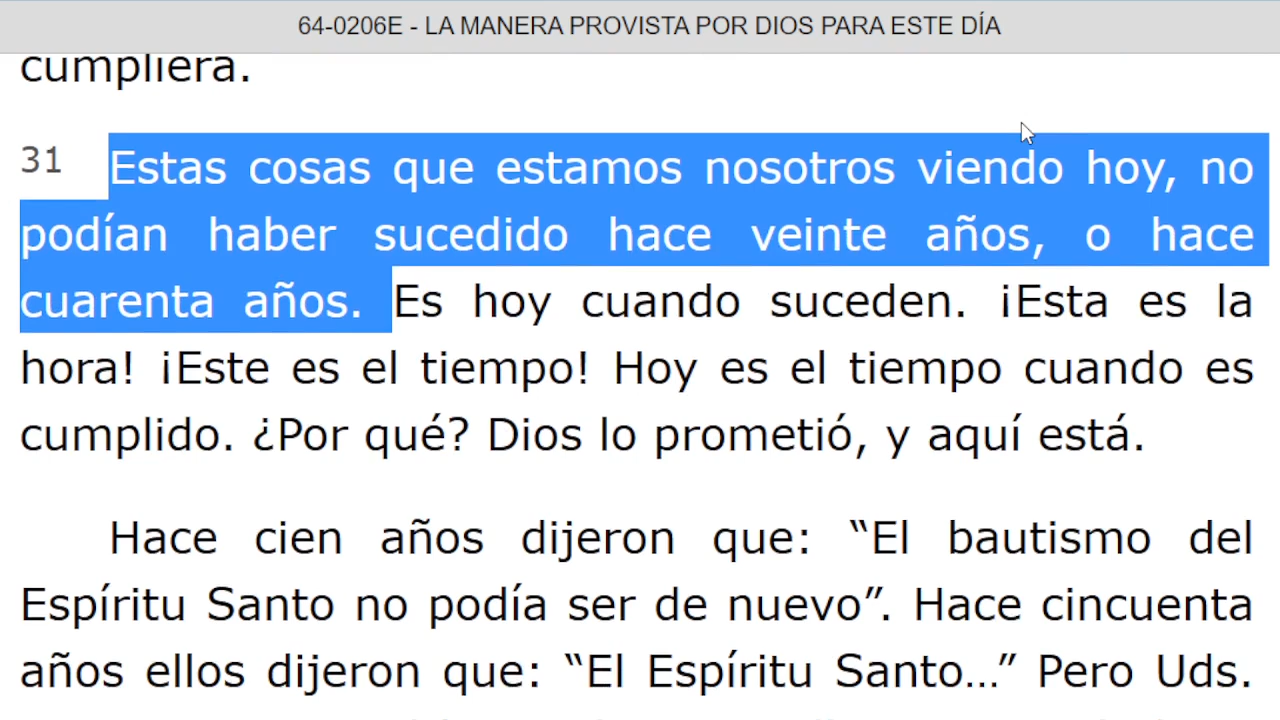 64-0206E - LA MANERA PROVISTA POR DIOS PARA ESTE DÍA
cumpliera.
31 Estas cosas que estamos nosotros viendo hoy, no
podían haber sucedido hace veinte años, o hace
cuarenta años. Es hoy cuando suceden. ¡Esta es la
hora! ¡Este es el tiempo! Hoy es el tiempo cuando es
cumplido. ¿Por qué? Dios lo prometió, y aquí está.
Hace cien años dijeron que: “El bautismo del
Espíritu Santo no podía ser de nuevo”. Hace cincuenta
años ellos dijeron que: “El Espíritu Santo...” Pero Uds.